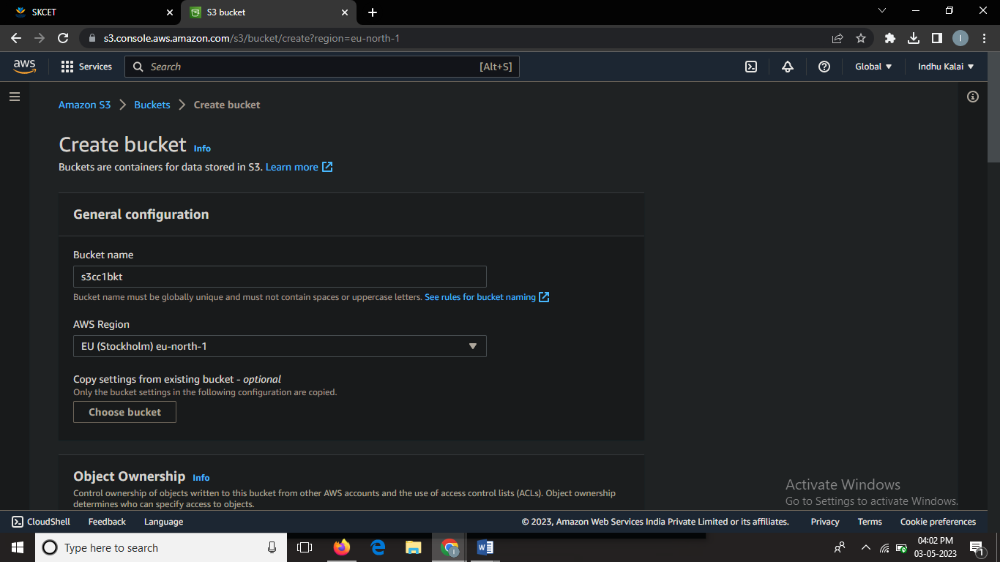 SKCET
S3 bucket
s3.console.aws.amazon.com/s3/bucket/create?region=eu-north-1
I
aws
Services
Search
[Alt+S]
Global
Indhu Kalai
Amazon S3
Buckets
Create bucket
Create bucket Info
Buckets are containers for data stored in S3. Learn more
General configuration
Bucket name
s3cc1bkt
Bucket name must be globally unique and must not contain spaces or uppercase letters. See rules for bucket naming
AWS Region
EU (Stockholm) eu-north-1
Copy settings from existing bucket - optional
Only the bucket settings in the following configuration are copied.
Choose bucket
Object Ownership Info
Control ownership of objects written to this bucket from other AWS accounts and the use of access control lists (ACLs). Object ownership
determines who can specify access to objects.
Activate Windows
Go to Settings to activate Windows.
CloudShell
Feedback
Language
© 2023, Amazon Web Services India Private Limited or its affiliates.
Privacy
Terms
Cookie preferences
Type here to search
04:02 PM
03-05-2023
1